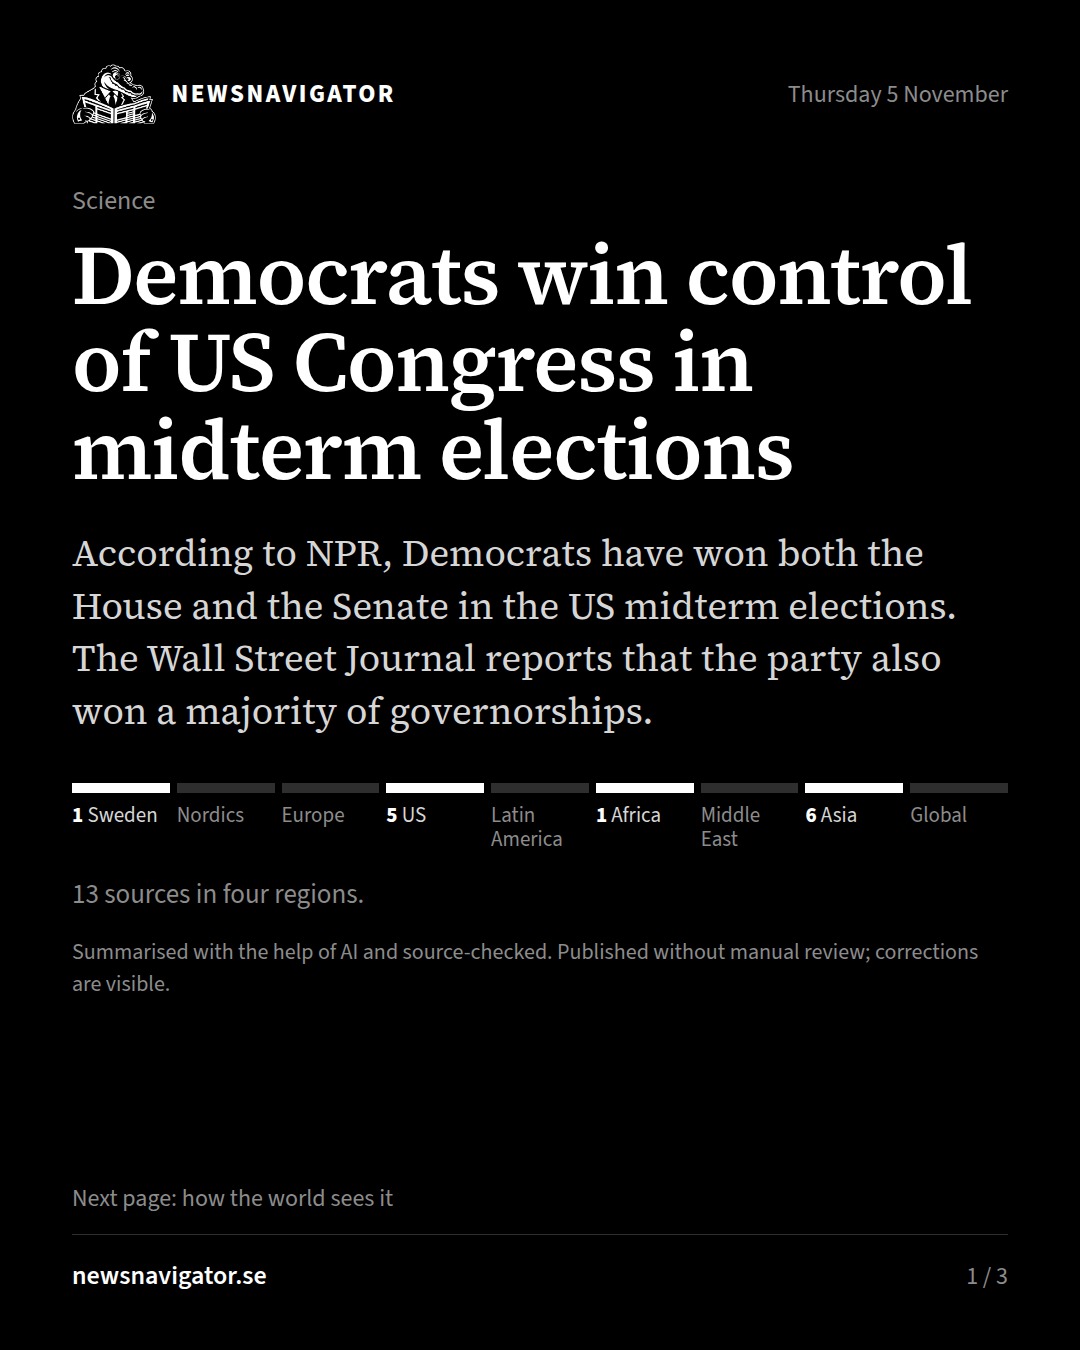 NEWSNAVIGATOR
Thursday 5 November
Science
Democrats win control
of US Congress in
midterm elections
According to NPR, Democrats have won both the
House and the Senate in the US midterm elections.
The Wall Street Journal reports that the party also
won a majority of governorships.
1 Sweden
Nordics
Europe
5 US
Latin
America
1 Africa
Middle
East
6 Asia
Global
13 sources in four regions.
Summarised with the help of AI and source-checked. Published without manual review; corrections
are visible.
Next page: how the world sees it
newsnavigator.se
1 / 3